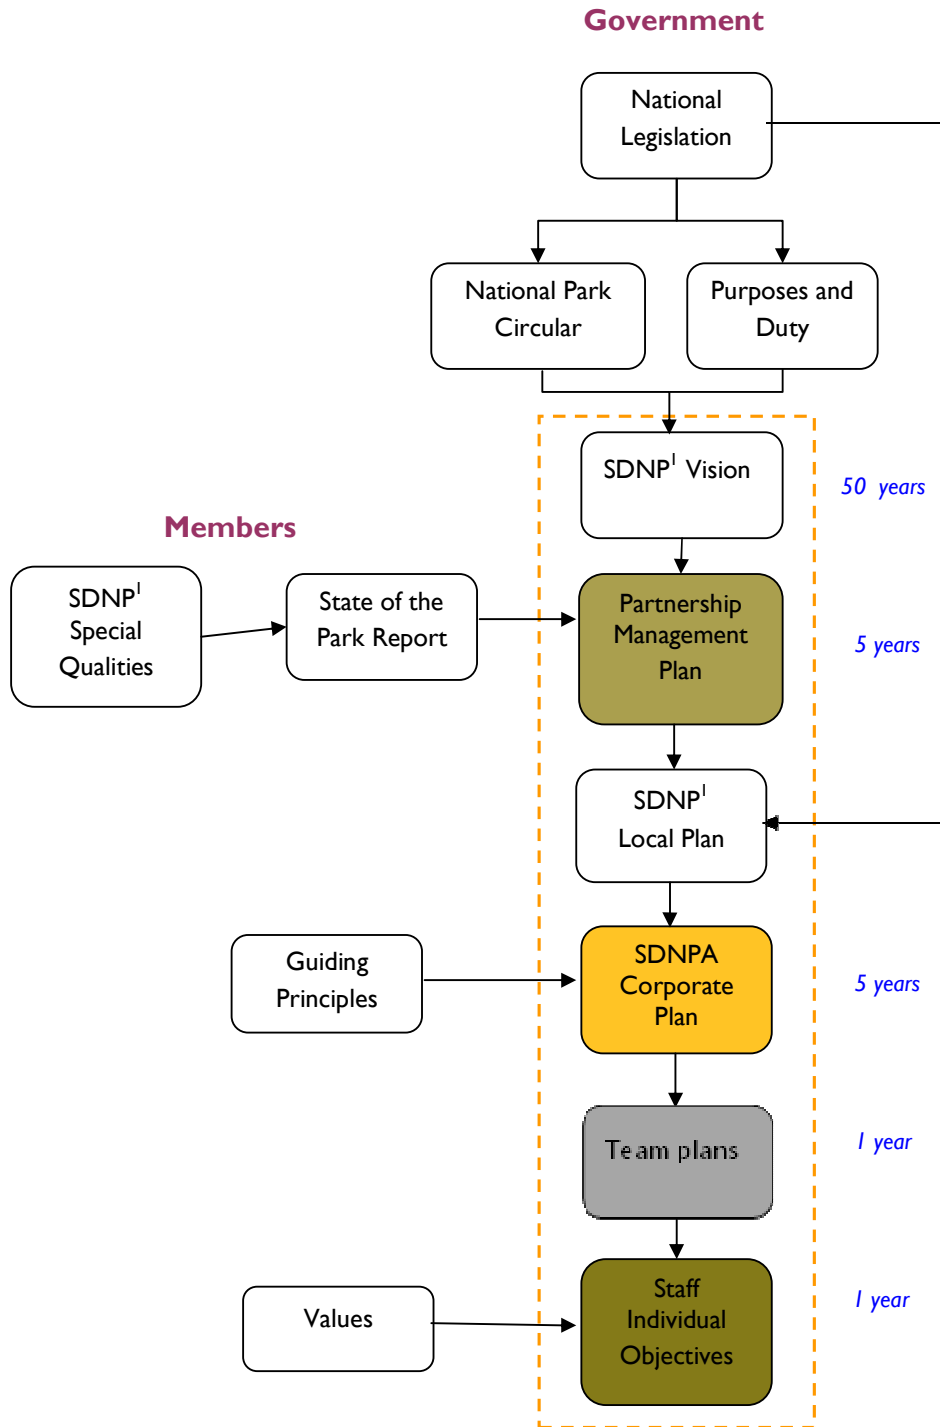 Government
National
Legislation
National Park
Circular
Purposes and
Duty
SDNP¹ Vision
50 years
Members
SDNP¹
Special
Qualities
State of the
Park Report
Partnership
Management
Plan
5 years
SDNP¹
Local Plan
Guiding
Principles
SDNPA
Corporate
Plan
5 years
Team plans
1 year
Values
Staff
Individual
Objectives
1 year